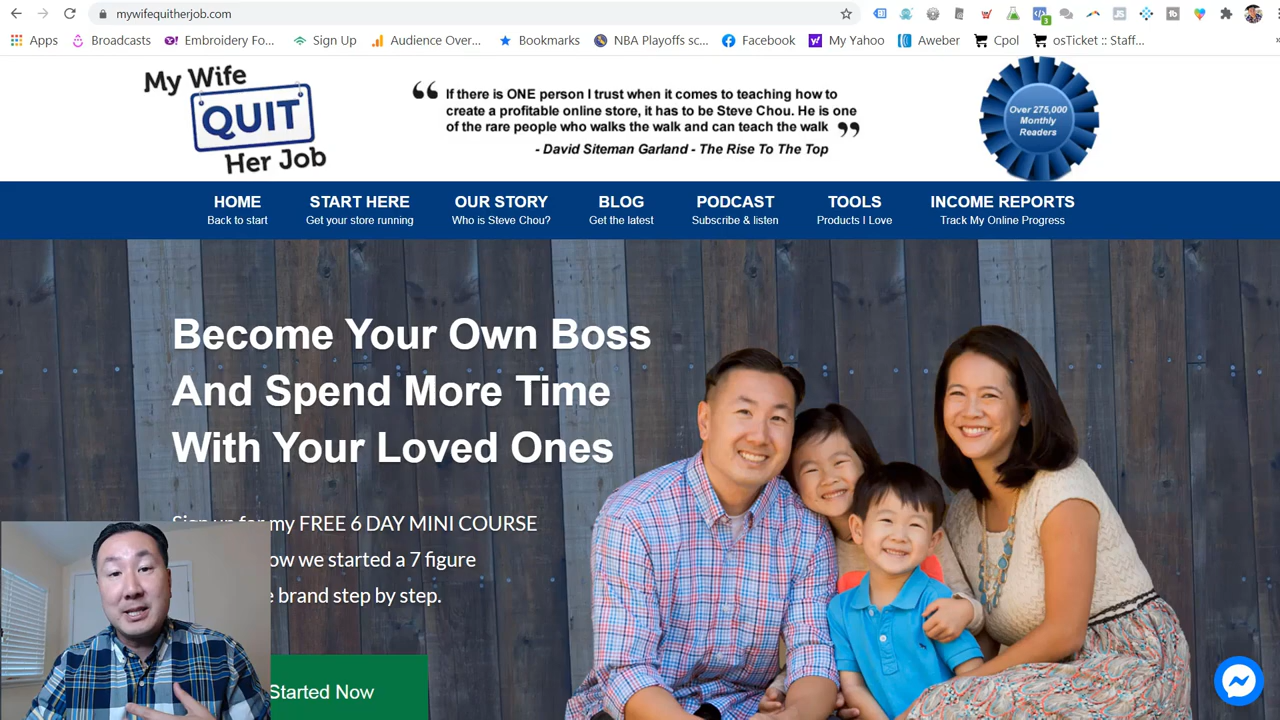 mywifequitherjob.com
3
Apps Broadcasts Embroidery Fo... Sign Up Audience Over... Bookmarks NBA Playoffs sc... Facebook My Yahoo Aweber Cpol osTicket :: Staff...
My Wife
QUIT
Her Job
“ If there is ONE person I trust when it comes to teaching how to
create a profitable online store, it has to be Steve Chou. He is one
of the rare people who walks the walk and can teach the walk ”
- David Siteman Garland - The Rise To The Top
Over 275,000
Monthly
Readers
HOME START HERE OUR STORY BLOG PODCAST TOOLS INCOME REPORTS
Back to start Get your store running Who is Steve Chou? Get the latest Subscribe & listen Products I Love Track My Online Progress
Become Your Own Boss
And Spend More Time
With Your Loved Ones
Sign up for my FREE 6 DAY MINI COURSE
ow we started a 7 figure
e brand step by step.
Started Now